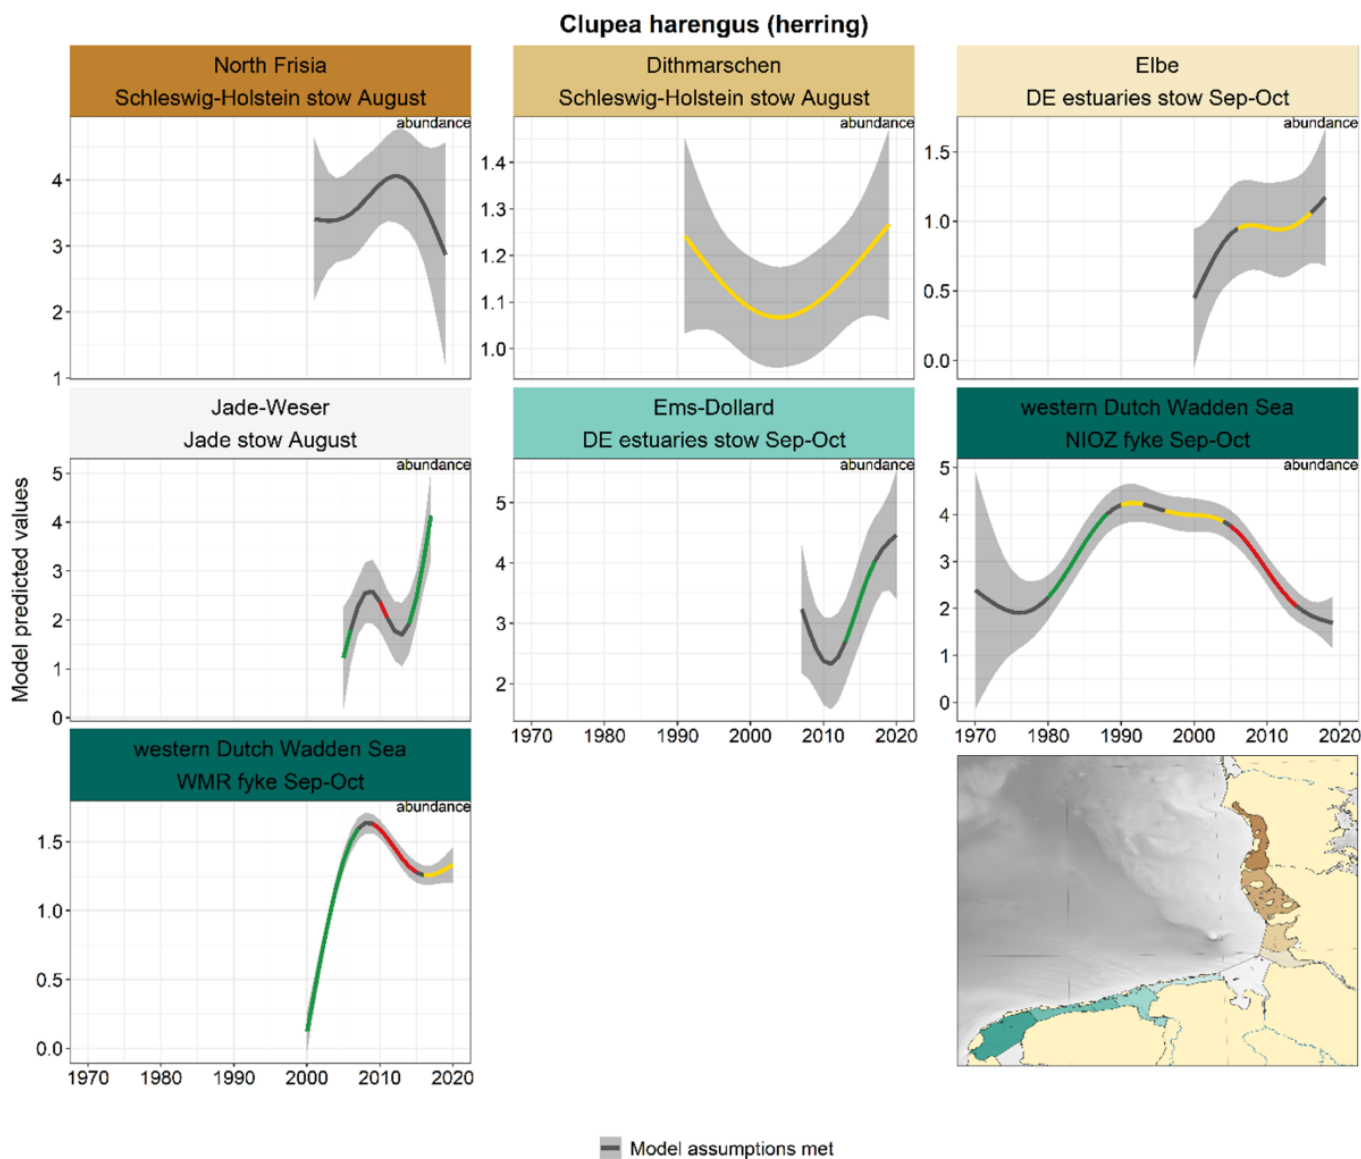 Clupea harengus (herring)
North Frisia
Schleswig-Holstein stow August
Dithmarschen
Schleswig-Holstein stow August
Elbe
DE estuaries stow Sep-Oct
abundance
4
3
2
1
abundance
1.4
1.3
1.2
1.1
1.0
abundance
1.5
1.0
0.5
0.0
Jade-Weser
Jade stow August
Ems-Dollard
DE estuaries stow Sep-Oct
western Dutch Wadden Sea
NIOZ fyke Sep-Oct
Model predicted values
abundance
5
4
3
2
1
0
abundance
5
4
3
2
1970 1980 1990 2000 2010 2020
abundance
5
4
3
2
1
0
1970 1980 1990 2000 2010 2020
western Dutch Wadden Sea
WMR fyke Sep-Oct
abundance
1.5
1.0
0.5
0.0
1970 1980 1990 2000 2010 2020
Model assumptions met